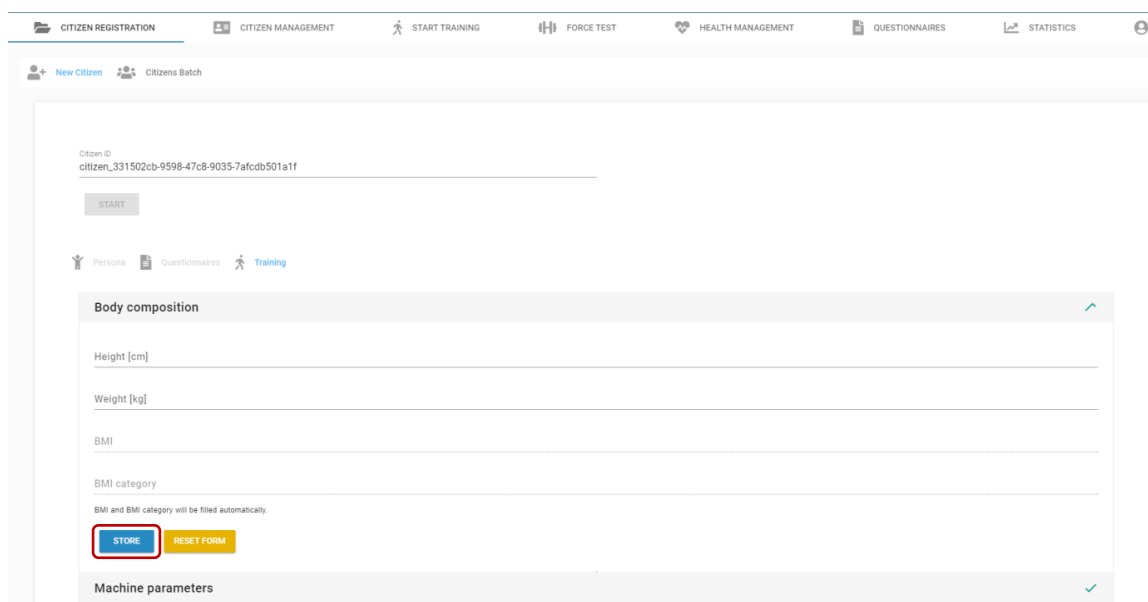 CITIZEN REGISTRATION CITIZEN MANAGEMENT START TRAINING FORCE TEST HEALTH MANAGEMENT QUESTIONNAIRES STATISTICS
New Citizen Citizens Batch
Citizen ID
citizen_331502cb-9598-47c8-9035-7afcdb501a1f
START
Persona Questionnaires Training
Body composition
Height [cm]
Weight [kg]
BMI
BMI category
BMI and BMI category will be filled automatically.
STORE RESET FORM
Machine parameters